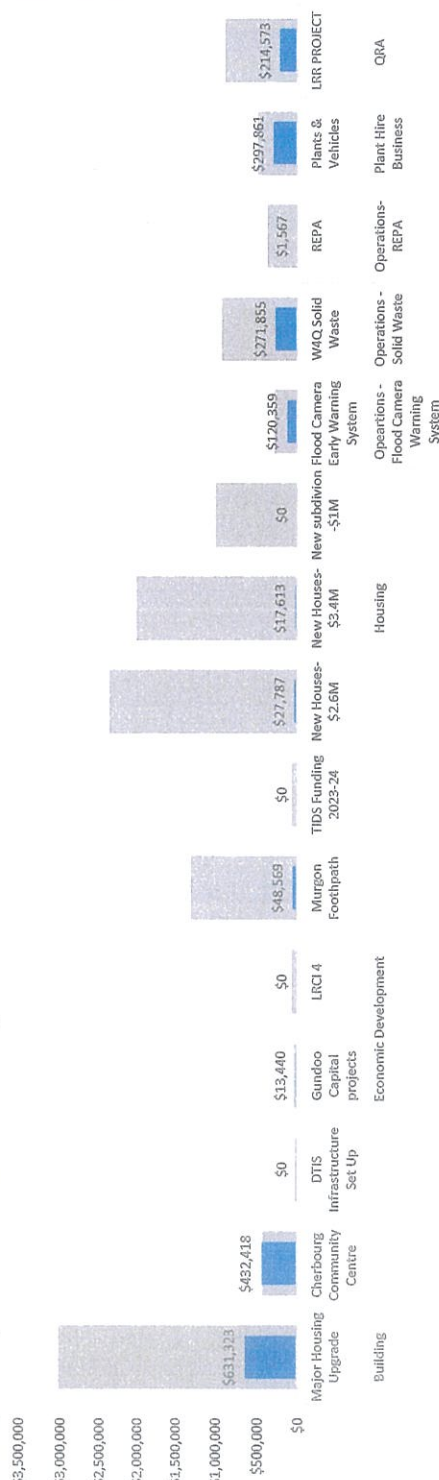 $3,500,000
$3,000,000
$2,500,000
$2,000,000
$1,500,000
$1,000,000
$500,000
$0
$631,323
$432,418
$0
$13,440
$0
$48,569
$0
$27,787
$17,613
$0
$120,359
$271,855
$1,567
$297,861
$214,573
Major Housing
Upgrade
Cherbourg
Community
Centre
DTIS
Infrastructure
Set Up
Gundoo
Capital
projects
LRCI 4
Murgon
Foothpath
TIDS Funding
2023-24
New Houses-
$2.6M
New Houses-
$3.4M
New subdivion
-$1M
Flood Camera
Early Warning
System
W4Q Solid
Waste
REPA
Plants &
Vehicles
LRR PROJECT
Building
Economic Development
Housing
Opeartions -
Flood Camera
Warning
System
Operations -
Solid Waste
Operations-
REPA
Plant Hire
Business
QRA